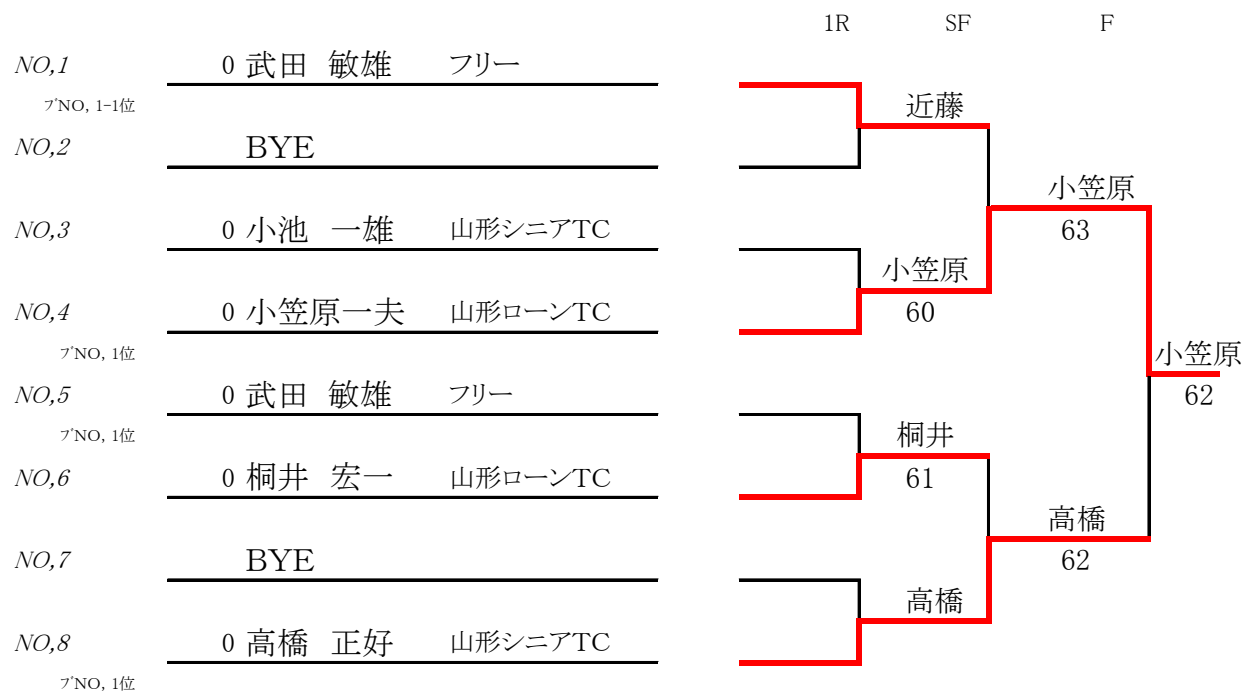 1R SF F
NO,1 0 武田 敏雄 フリー
ﾌﾞNO, 1-1位
近藤
NO,2 BYE
小笠原
63
NO,3 0 小池 一雄 山形シニアTC
小笠原
60
NO,4 0 小笠原一夫 山形ローンTC
ﾌﾞNO, 1位
小笠原
62
NO,5 0 武田 敏雄 フリー
ﾌﾞNO, 1位
桐井
61
NO,6 0 桐井 宏一 山形ローンTC
高橋
62
NO,7 BYE
高橋
NO,8 0 高橋 正好 山形シニアTC
ﾌﾞNO, 1位